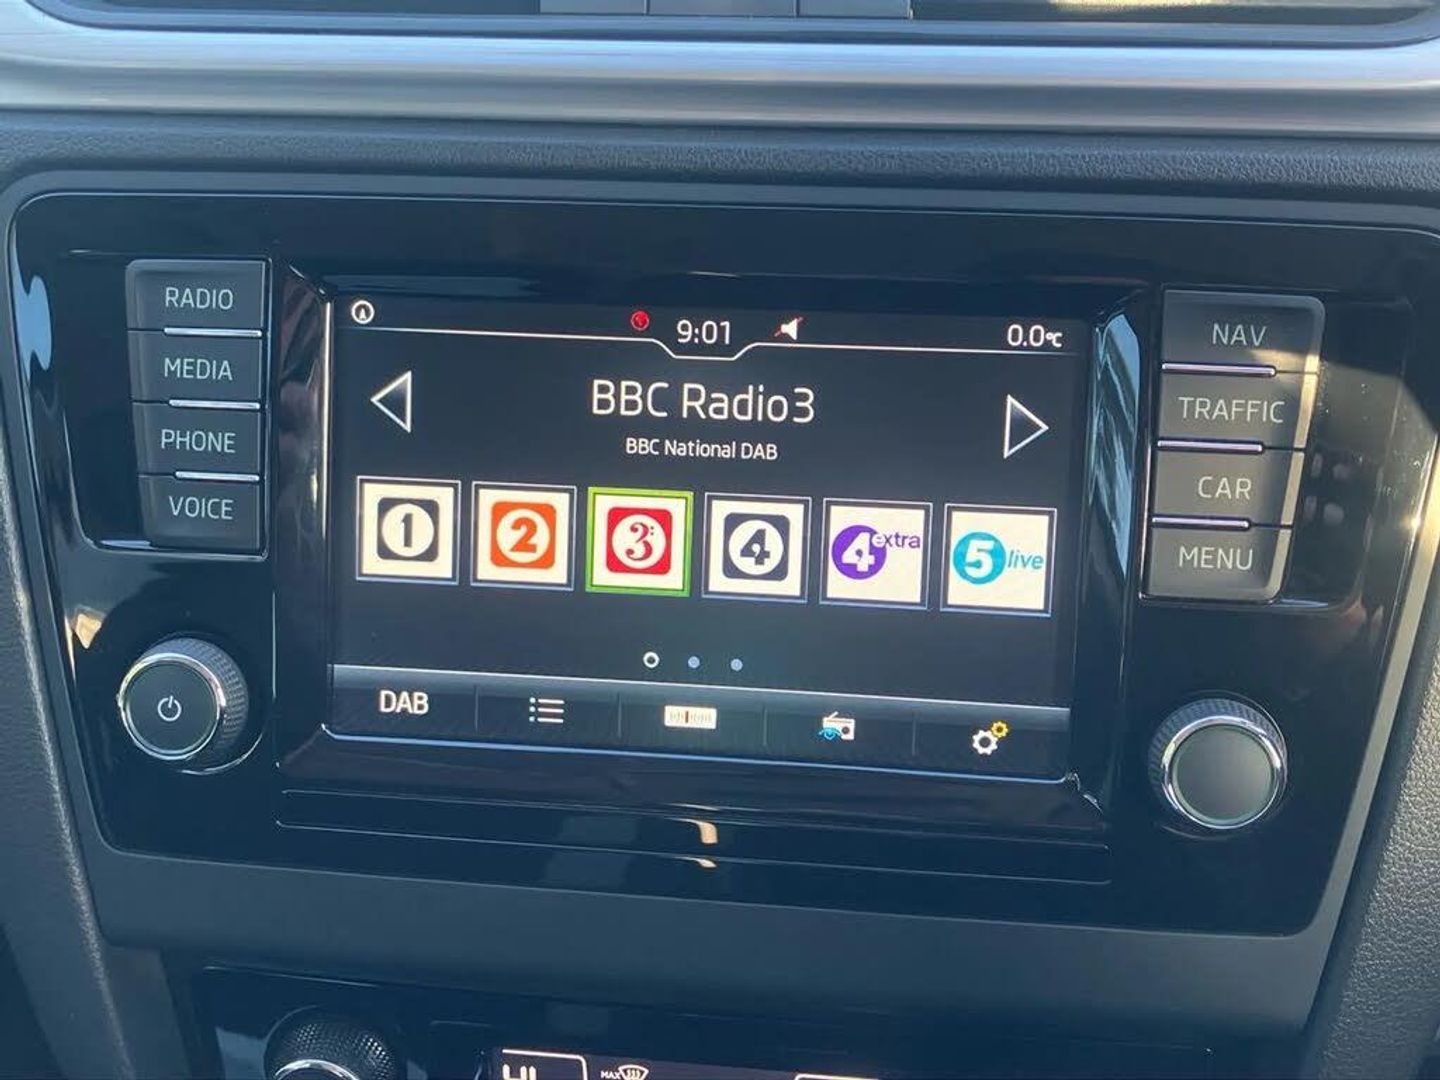 RADIO
MEDIA
PHONE
VOICE
9:01
0.0°C
BBC Radio3
BBC National DAB
1
2
3
4
4 extra
5 live
DAB
NAV
TRAFFIC
CAR
MENU
MAX